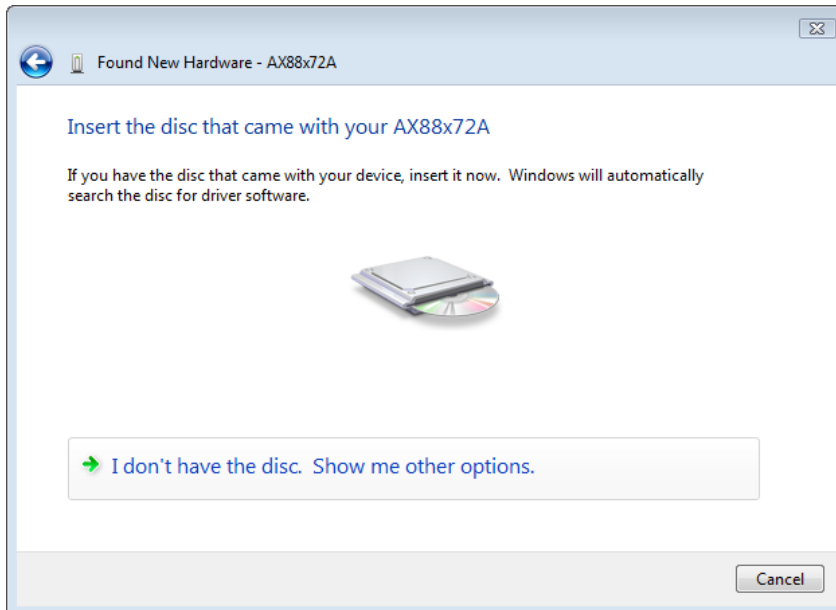 Found New Hardware - AX88x72A
Insert the disc that came with your AX88x72A
If you have the disc that came with your device, insert it now.  Windows will automatically
search the disc for driver software.
I don't have the disc.  Show me other options.
Cancel